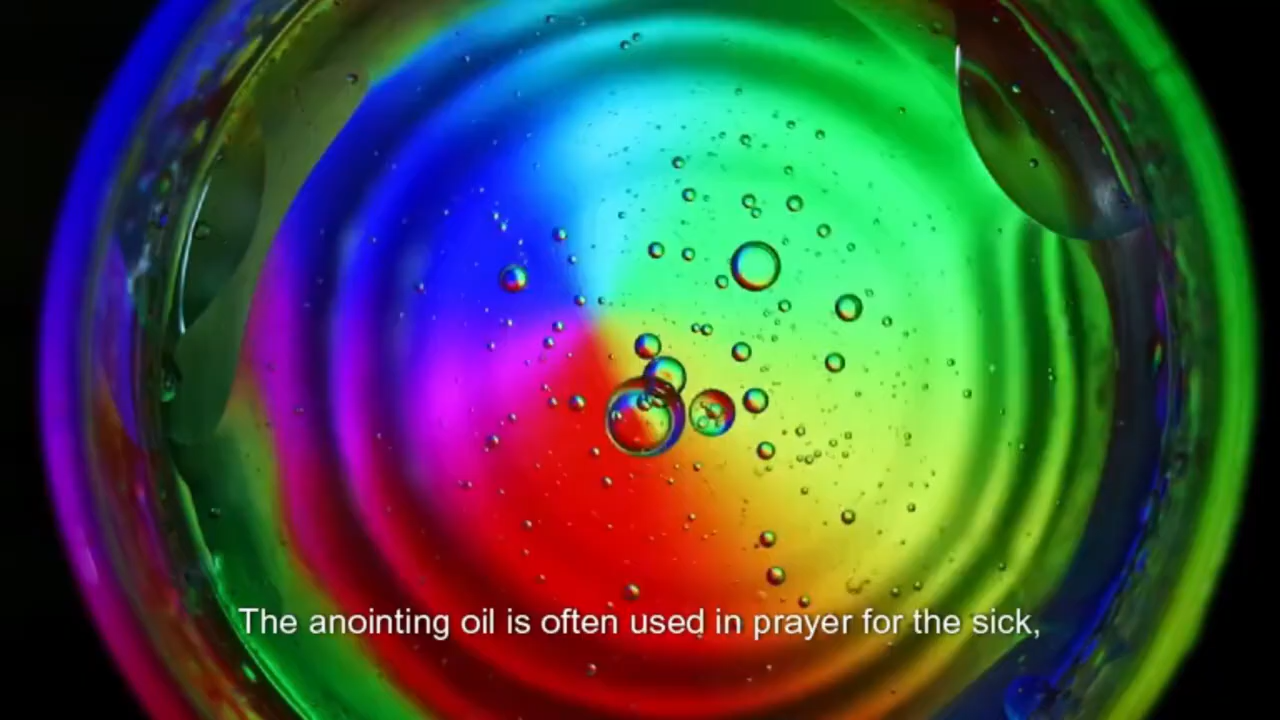 The anointing oil is often used in prayer for the sick,